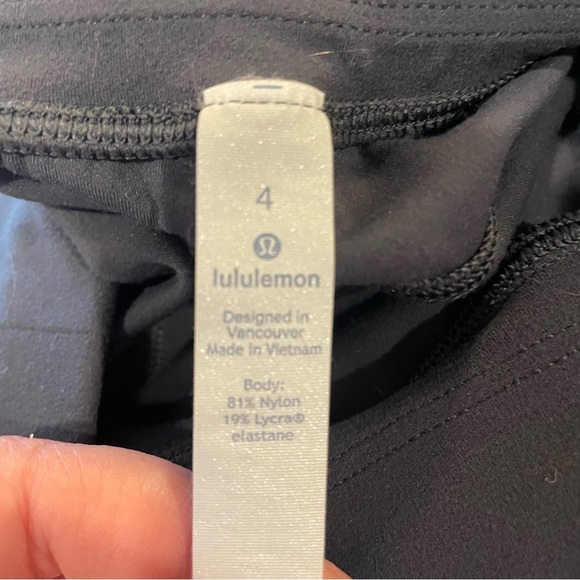 4
lululemon
Designed in
Vancouver
Made in Vietnam
Body:
81% Nylon
19% Lycra®
elastane